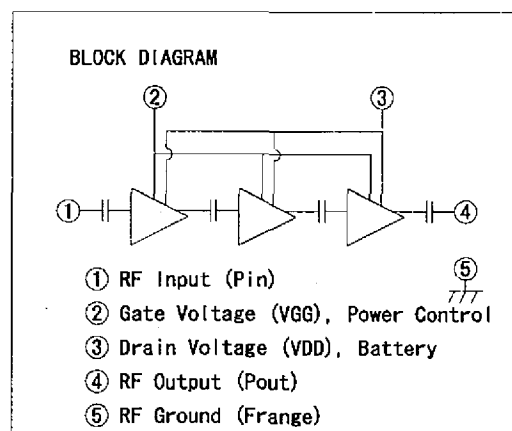 BLOCK DIAGRAM
② ③
① ④
⑤
① RF Input (Pin)
② Gate Voltage (VGG), Power Control
③ Drain Voltage (VDD), Battery
④ RF Output (Pout)
⑤ RF Ground (Frange)